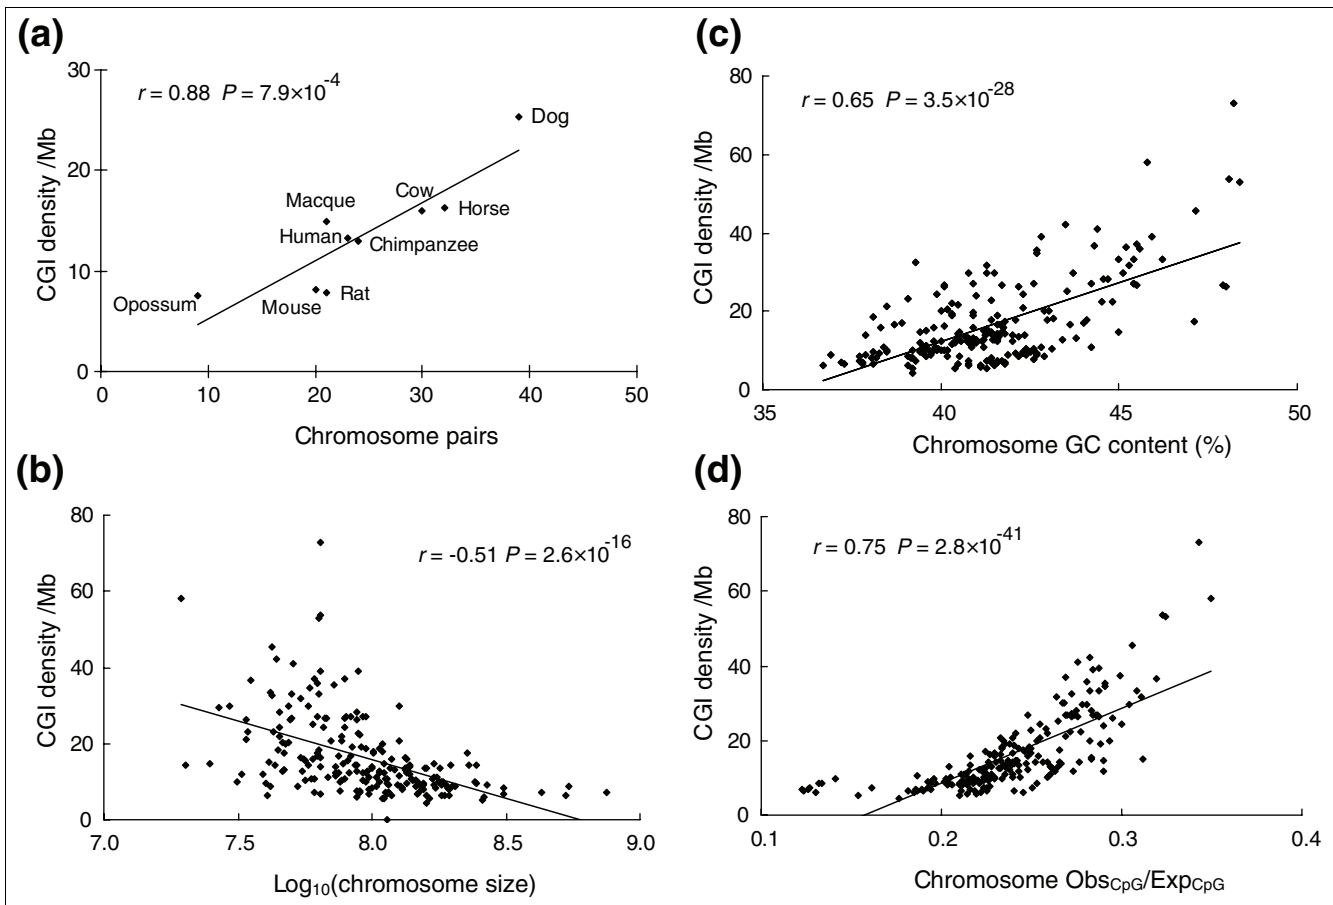 (a)
r = 0.88 P = 7.9×10^-4
CGI density /Mb
30
20
10
0
Dog
Cow
Macque
Horse
Human
Chimpanzee
Opossum
Mouse
Rat
0 10 20 30 40 50
Chromosome pairs
(c)
r = 0.65 P = 3.5×10^-28
CGI density /Mb
80
60
40
20
0
35 40 45 50
Chromosome GC content (%)
(b)
r = -0.51 P = 2.6×10^-16
CGI density /Mb
80
60
40
20
0
7.0 7.5 8.0 8.5 9.0
Log10(chromosome size)
(d)
r = 0.75 P = 2.8×10^-41
CGI density /Mb
80
60
40
20
0
0.1 0.2 0.3 0.4
Chromosome ObsCpG/ExpCpG